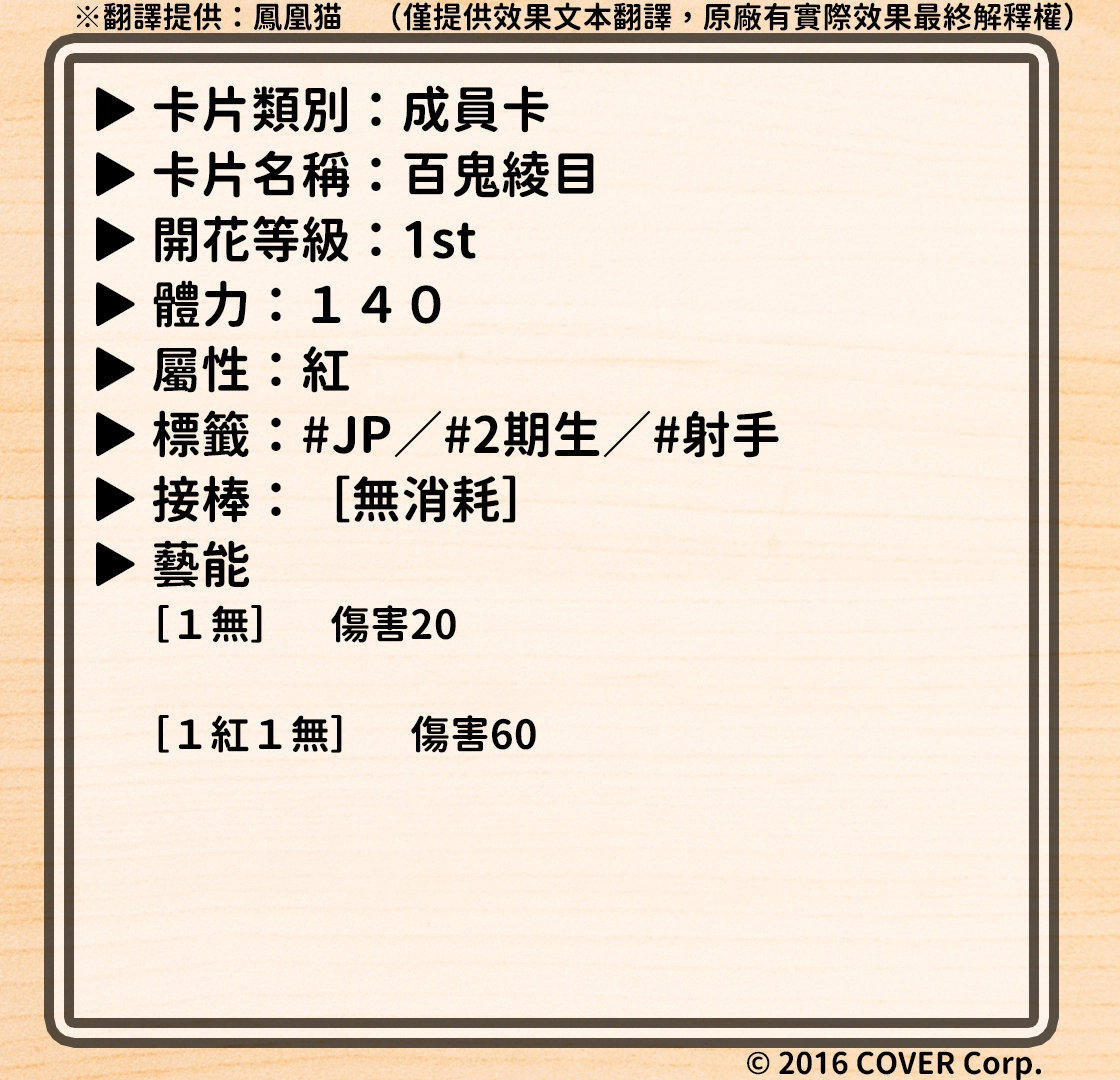 ※翻譯提供：鳳凰猫　（僅提供效果文本翻譯，原廠有實際效果最終解釋權）
▶ 卡片類別：成員卡
▶ 卡片名稱：百鬼綾目
▶ 開花等級：1st
▶ 體力：１４０
▶ 屬性：紅
▶ 標籤：#JP／#2期生／#射手
▶ 接棒：［無消耗］
▶ 藝能
［１無］　傷害20
［１紅１無］　傷害60
© 2016 COVER Corp.